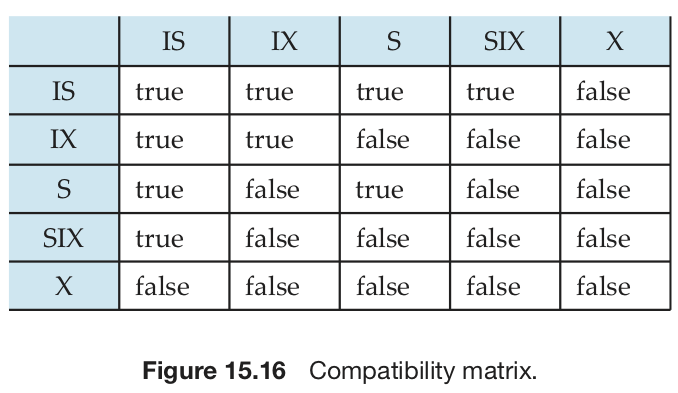 IS IX S SIX X
IS true true true true false
IX true true false false false
S true false true false false
SIX true false false false false
X false false false false false
Figure 15.16 Compatibility matrix.